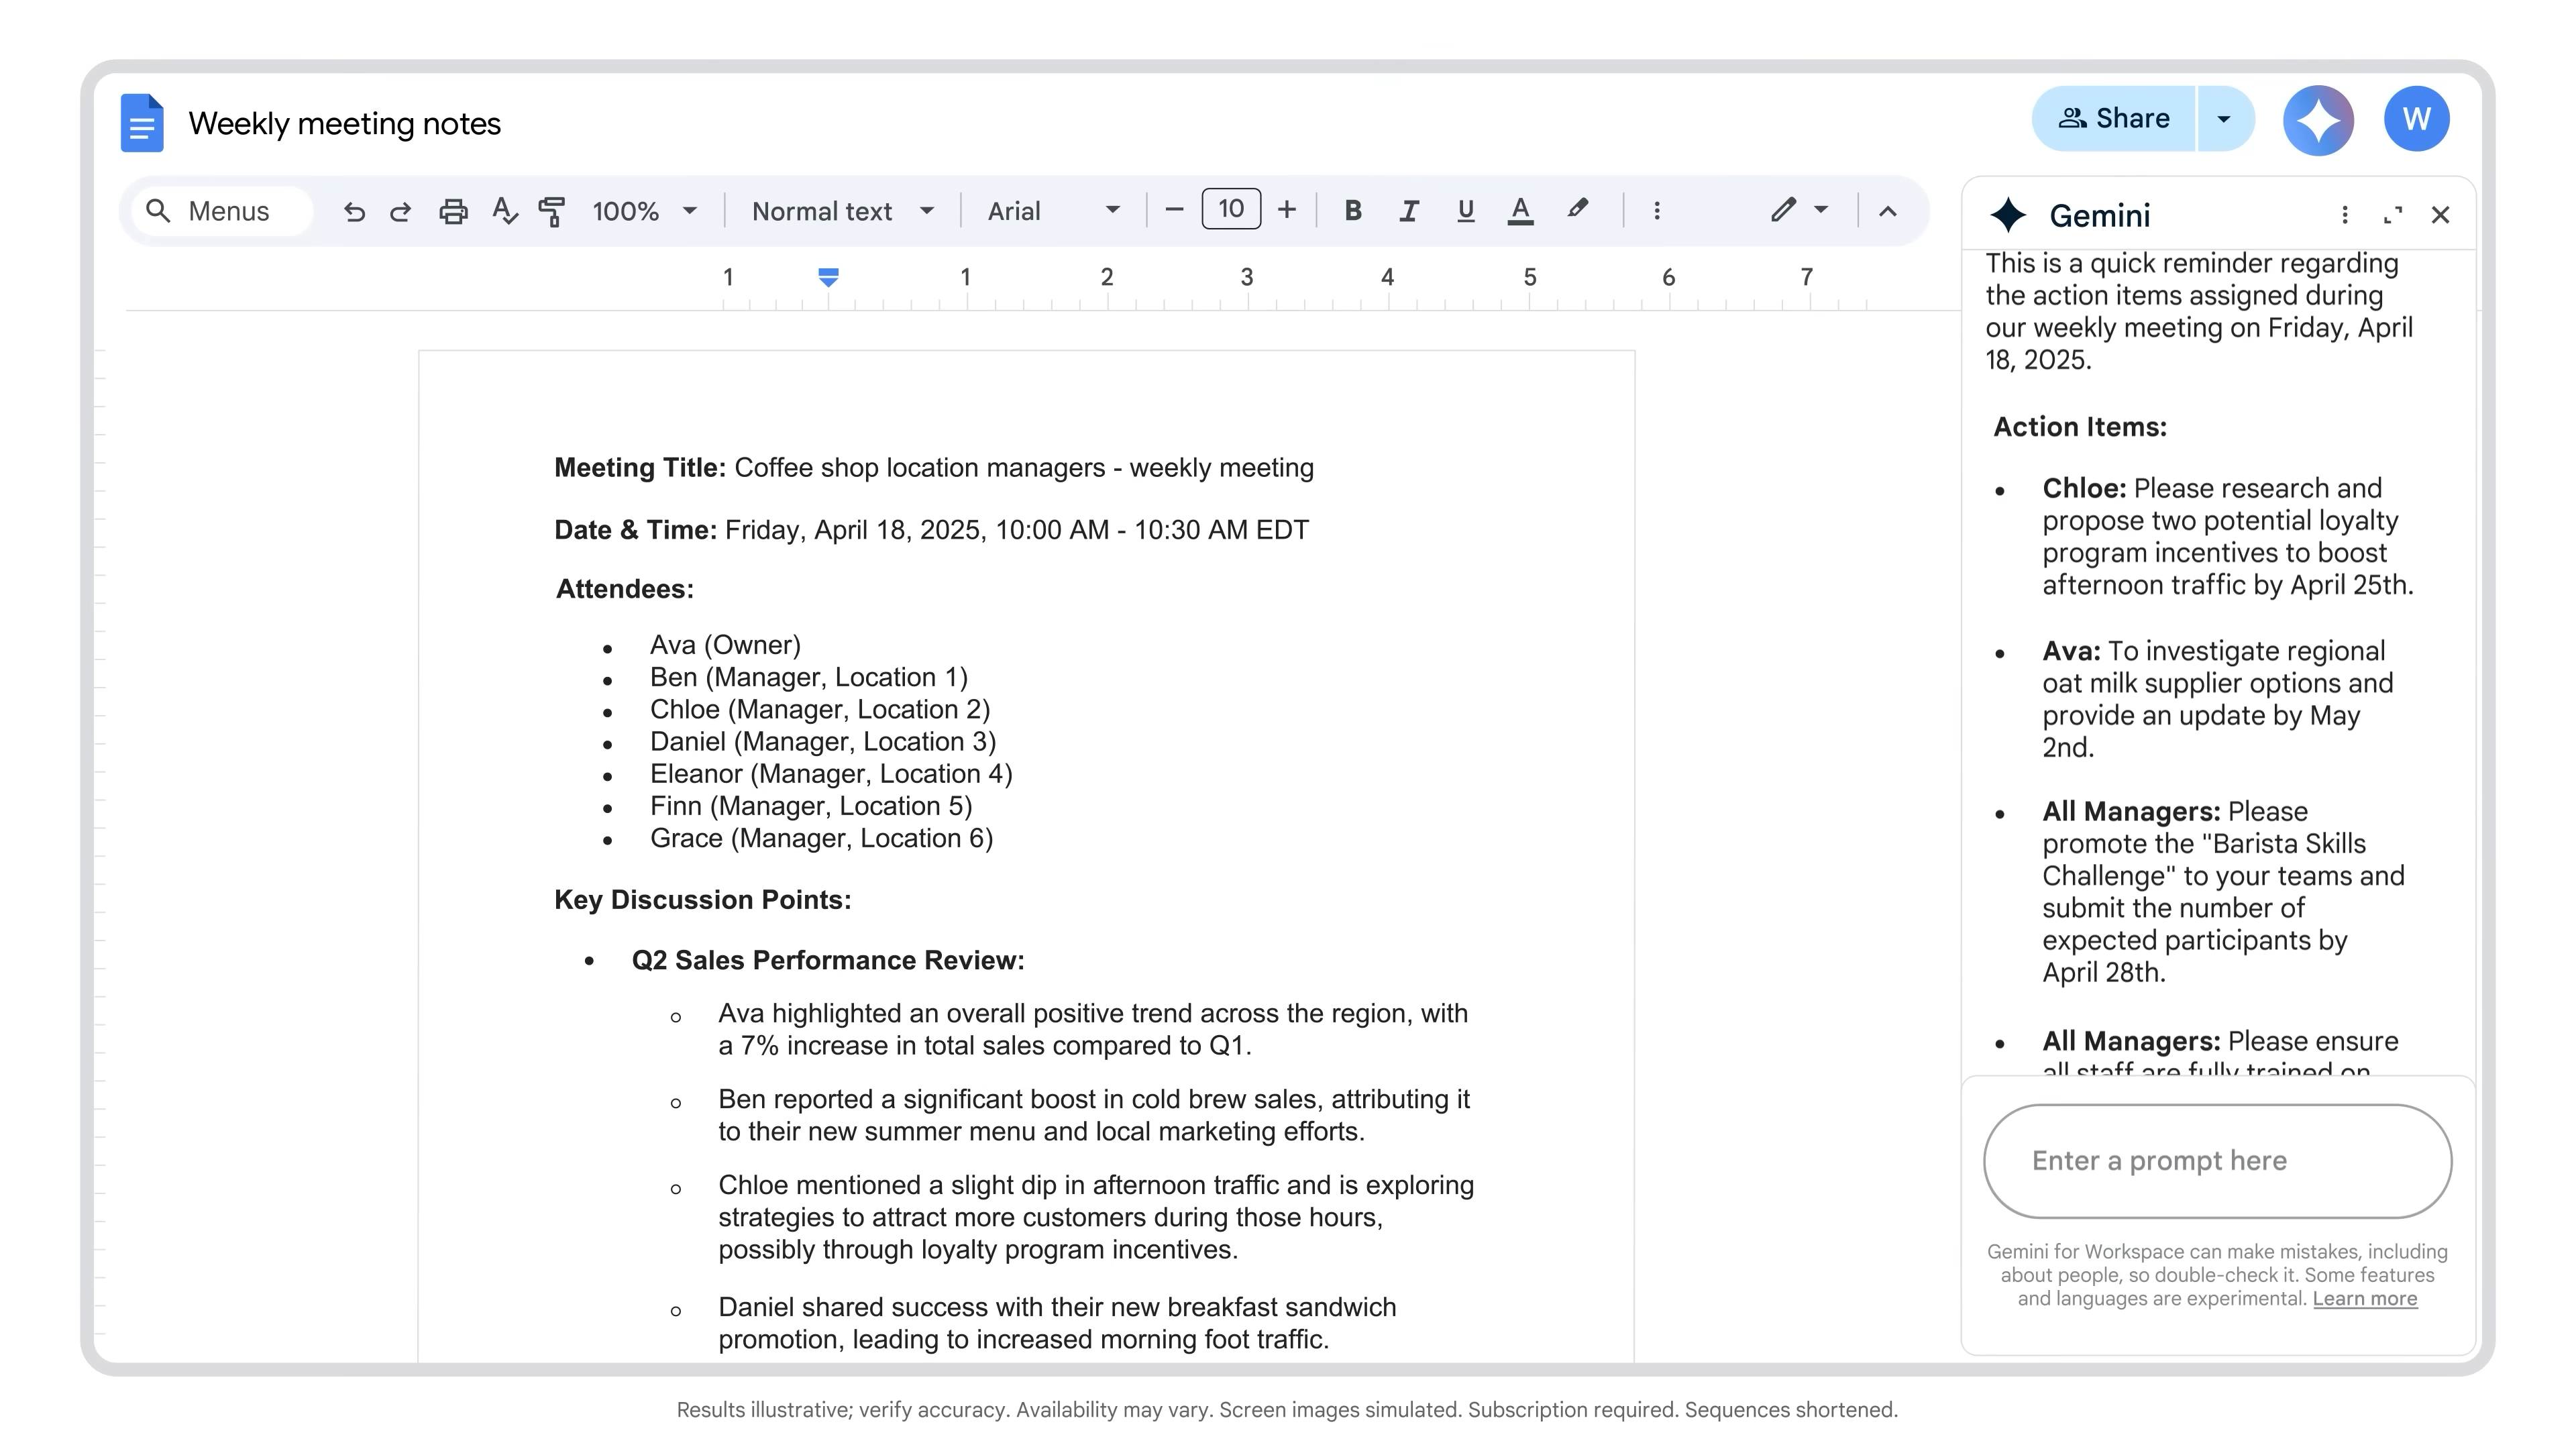 Weekly meeting notes
Share
W
Menus
100%
Normal text
Arial
10
B
I
U
A
1
1
2
3
4
5
6
7
Meeting Title: Coffee shop location managers - weekly meeting
Date & Time: Friday, April 18, 2025, 10:00 AM - 10:30 AM EDT
Attendees:
Ava (Owner)
Ben (Manager, Location 1)
Chloe (Manager, Location 2)
Daniel (Manager, Location 3)
Eleanor (Manager, Location 4)
Finn (Manager, Location 5)
Grace (Manager, Location 6)
Key Discussion Points:
Q2 Sales Performance Review:
Ava highlighted an overall positive trend across the region, with
a 7% increase in total sales compared to Q1.
Ben reported a significant boost in cold brew sales, attributing it
to their new summer menu and local marketing efforts.
Chloe mentioned a slight dip in afternoon traffic and is exploring
strategies to attract more customers during those hours,
possibly through loyalty program incentives.
Daniel shared success with their new breakfast sandwich
promotion, leading to increased morning foot traffic.
Gemini
This is a quick reminder regarding
the action items assigned during
our weekly meeting on Friday, April
18, 2025.
Action Items:
Chloe: Please research and
propose two potential loyalty
program incentives to boost
afternoon traffic by April 25th.
Ava: To investigate regional
oat milk supplier options and
provide an update by May
2nd.
All Managers: Please
promote the "Barista Skills
Challenge" to your teams and
submit the number of
expected participants by
April 28th.
All Managers: Please ensure
all staff are fully trained on
Enter a prompt here
Gemini for Workspace can make mistakes, including
about people, so double-check it. Some features
and languages are experimental. Learn more
Results illustrative; verify accuracy. Availability may vary. Screen images simulated. Subscription required. Sequences shortened.